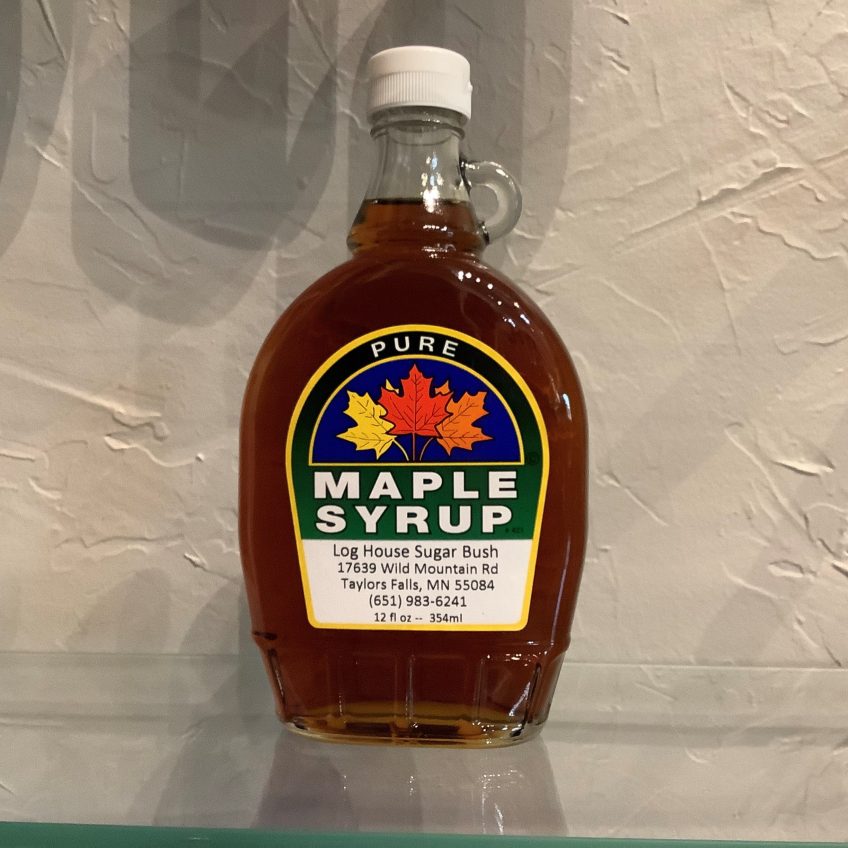 PURE
MAPLE
SYRUP
Log House Sugar Bush
17639 Wild Mountain Rd
Taylors Falls, MN 55084
(651) 983-6241
12 fl oz -- 354ml